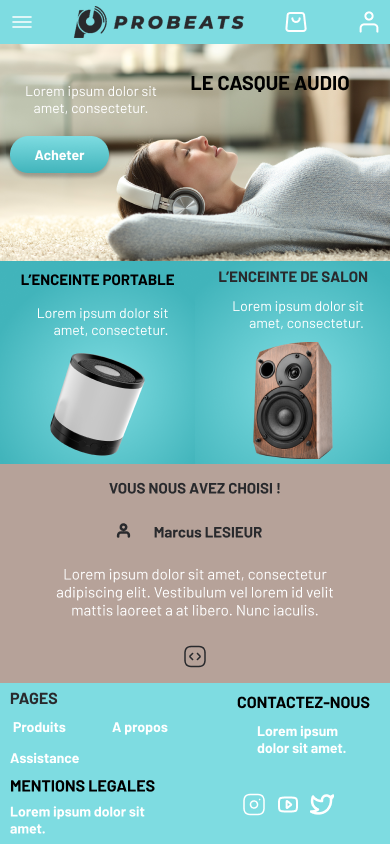 PROBEATS
LE CASQUE AUDIO
Lorem ipsum dolor sit
amet, consectetur.
Acheter
L'ENCEINTE PORTABLE
Lorem ipsum dolor sit
amet, consectetur.
L'ENCEINTE DE SALON
Lorem ipsum dolor sit
amet, consectetur.
VOUS NOUS AVEZ CHOISI !
Marcus LESIEUR
Lorem ipsum dolor sit amet, consectetur
adipiscing elit. Vestibulum vel lorem id velit
mattis laoreet a at libero. Nunc iaculis.
PAGES
Produits
A propos
Assistance
MENTIONS LEGALES
Lorem ipsum dolor sit
amet.
CONTACTEZ-NOUS
Lorem ipsum
dolor sit amet.